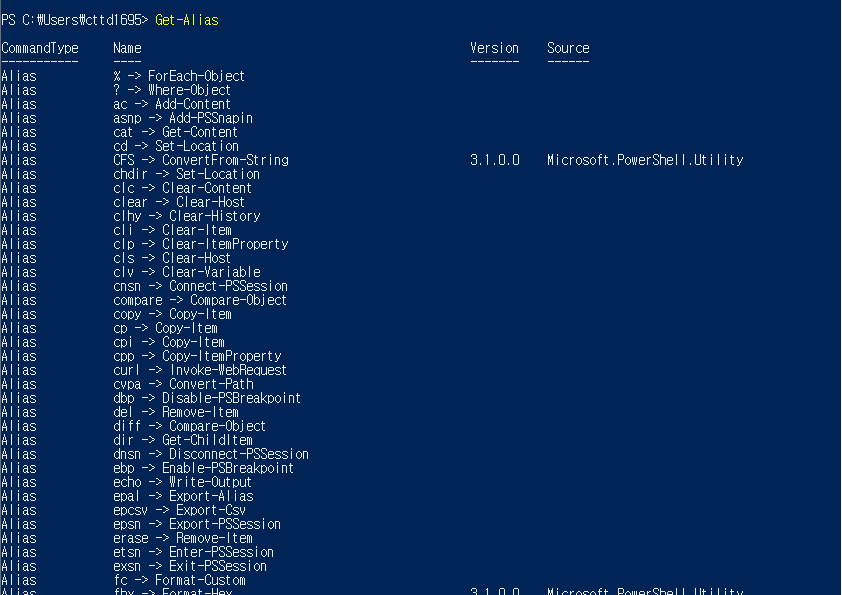 PS C:₩Users₩cttd1695> Get-Alias
CommandType Name Version Source
----------- ---- ------- ------
Alias % -> ForEach-Object
Alias ? -> Where-Object
Alias ac -> Add-Content
Alias asnp -> Add-PSSnapin
Alias cat -> Get-Content
Alias cd -> Set-Location
Alias CFS -> ConvertFrom-String 3.1.0.0 Microsoft.PowerShell.Utility
Alias chdir -> Set-Location
Alias clc -> Clear-Content
Alias clear -> Clear-Host
Alias clhy -> Clear-History
Alias cli -> Clear-Item
Alias clp -> Clear-ItemProperty
Alias cls -> Clear-Host
Alias clv -> Clear-Variable
Alias cnsn -> Connect-PSSession
Alias compare -> Compare-Object
Alias copy -> Copy-Item
Alias cp -> Copy-Item
Alias cpi -> Copy-Item
Alias cpp -> Copy-ItemProperty
Alias curl -> Invoke-WebRequest
Alias cvpa -> Convert-Path
Alias dbp -> Disable-PSBreakpoint
Alias del -> Remove-Item
Alias diff -> Compare-Object
Alias dir -> Get-ChildItem
Alias dnsn -> Disconnect-PSSession
Alias ebp -> Enable-PSBreakpoint
Alias echo -> Write-Output
Alias epal -> Export-Alias
Alias epcsv -> Export-Csv
Alias epsn -> Export-PSSession
Alias erase -> Remove-Item
Alias etsn -> Enter-PSSession
Alias exsn -> Exit-PSSession
Alias fc -> Format-Custom
Alias fhx -> Format-Hex 3.1.0.0 Microsoft.PowerShell.Utility